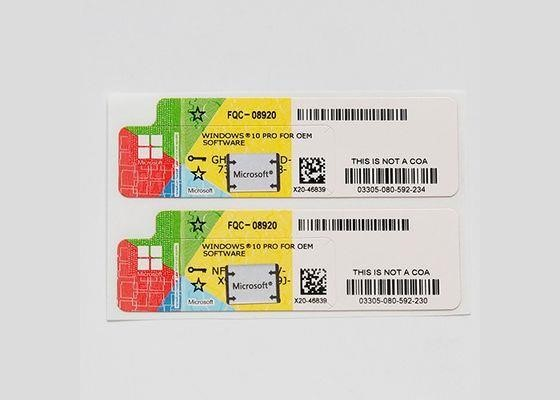 FQC-08920
WINDOWS®10 PRO FOR OEM
SOFTWARE
Microsoft®
Microsoft
Microsoft
X20-46839
THIS IS NOT A COA
03305-080-592-234
FQC-08920
WINDOWS®10 PRO FOR OEM
SOFTWARE
Microsoft
Microsoft®
Microsoft
X20-46839
THIS IS NOT A COA
03305-080-592-230